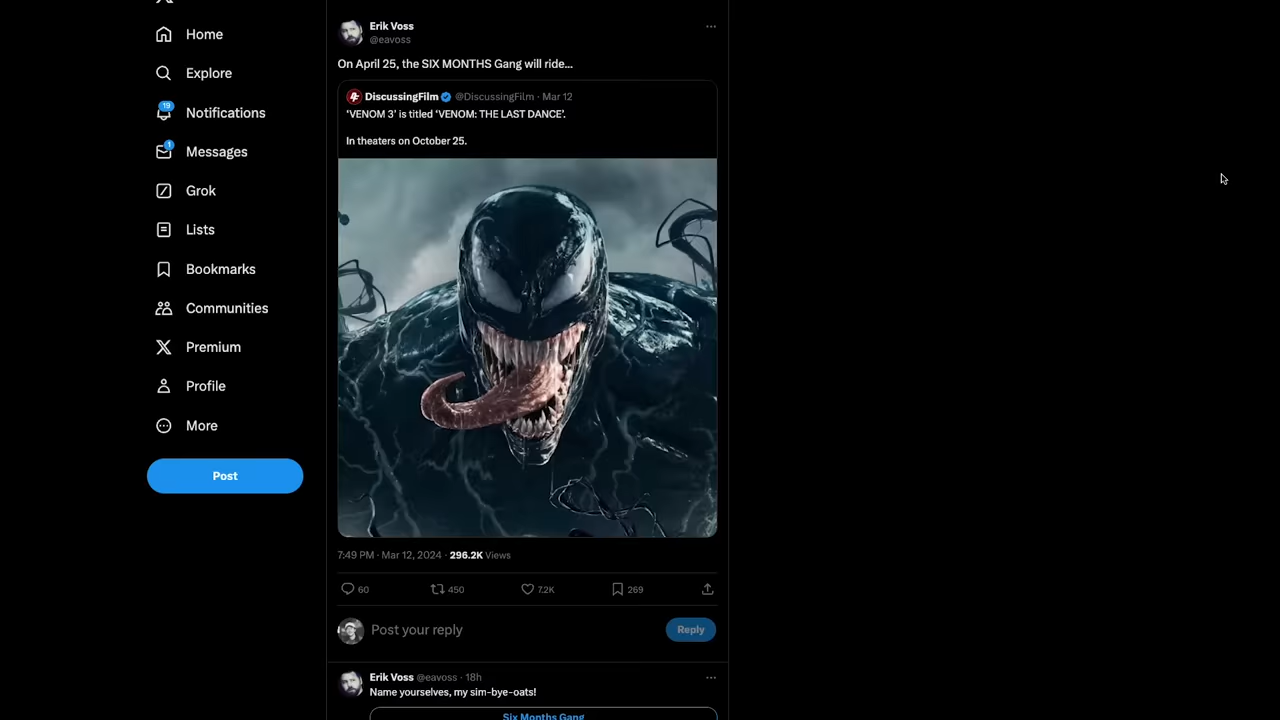 Home
Explore
19
Notifications
1
Messages
Grok
Lists
Bookmarks
Communities
Premium
Profile
More
Post
Erik Voss
@eavoss
On April 25, the SIX MONTHS Gang will ride...
DiscussingFilm @DiscussingFilm · Mar 12
'VENOM 3' is titled 'VENOM: THE LAST DANCE'.
In theaters on October 25.
7:49 PM · Mar 12, 2024 · 296.2K Views
60 450 7.2K 269
Post your reply
Reply
Erik Voss @eavoss · 18h
Name yourselves, my sim-bye-oats!
Six Months Gang